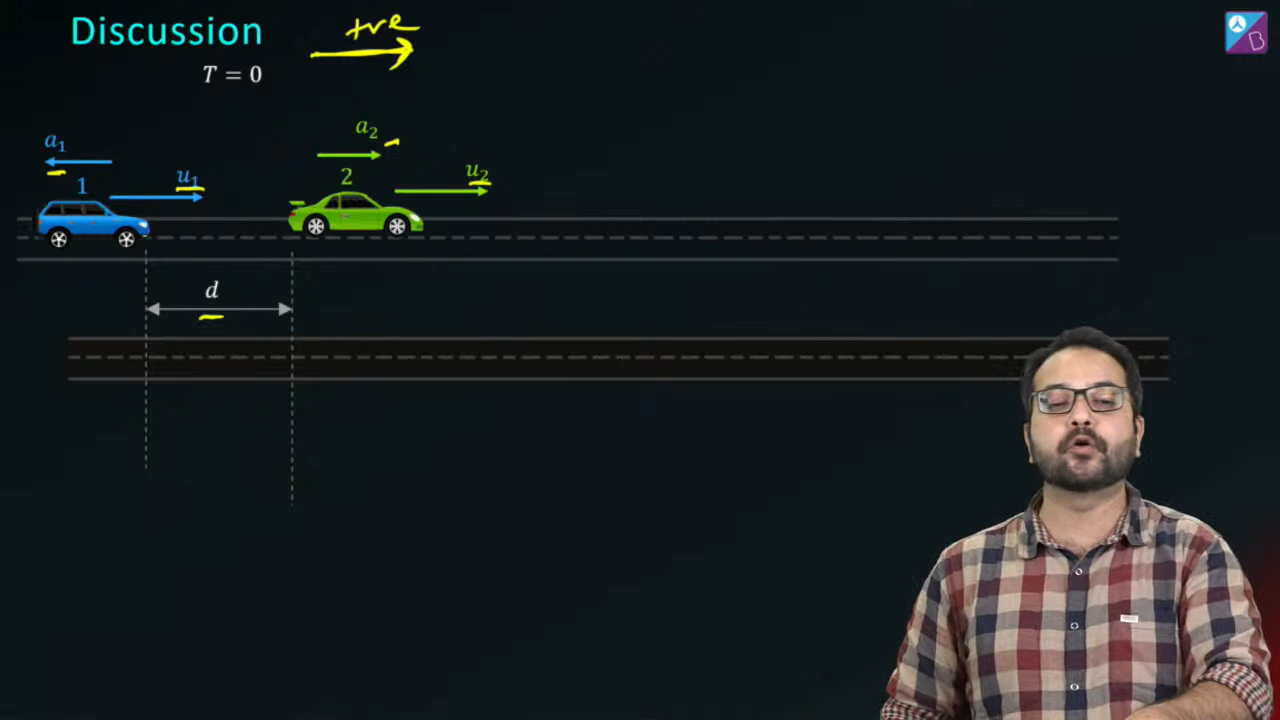 Discussion
+ve
T = 0
a₁
a₂
1
u₁
2
u₂
d
B